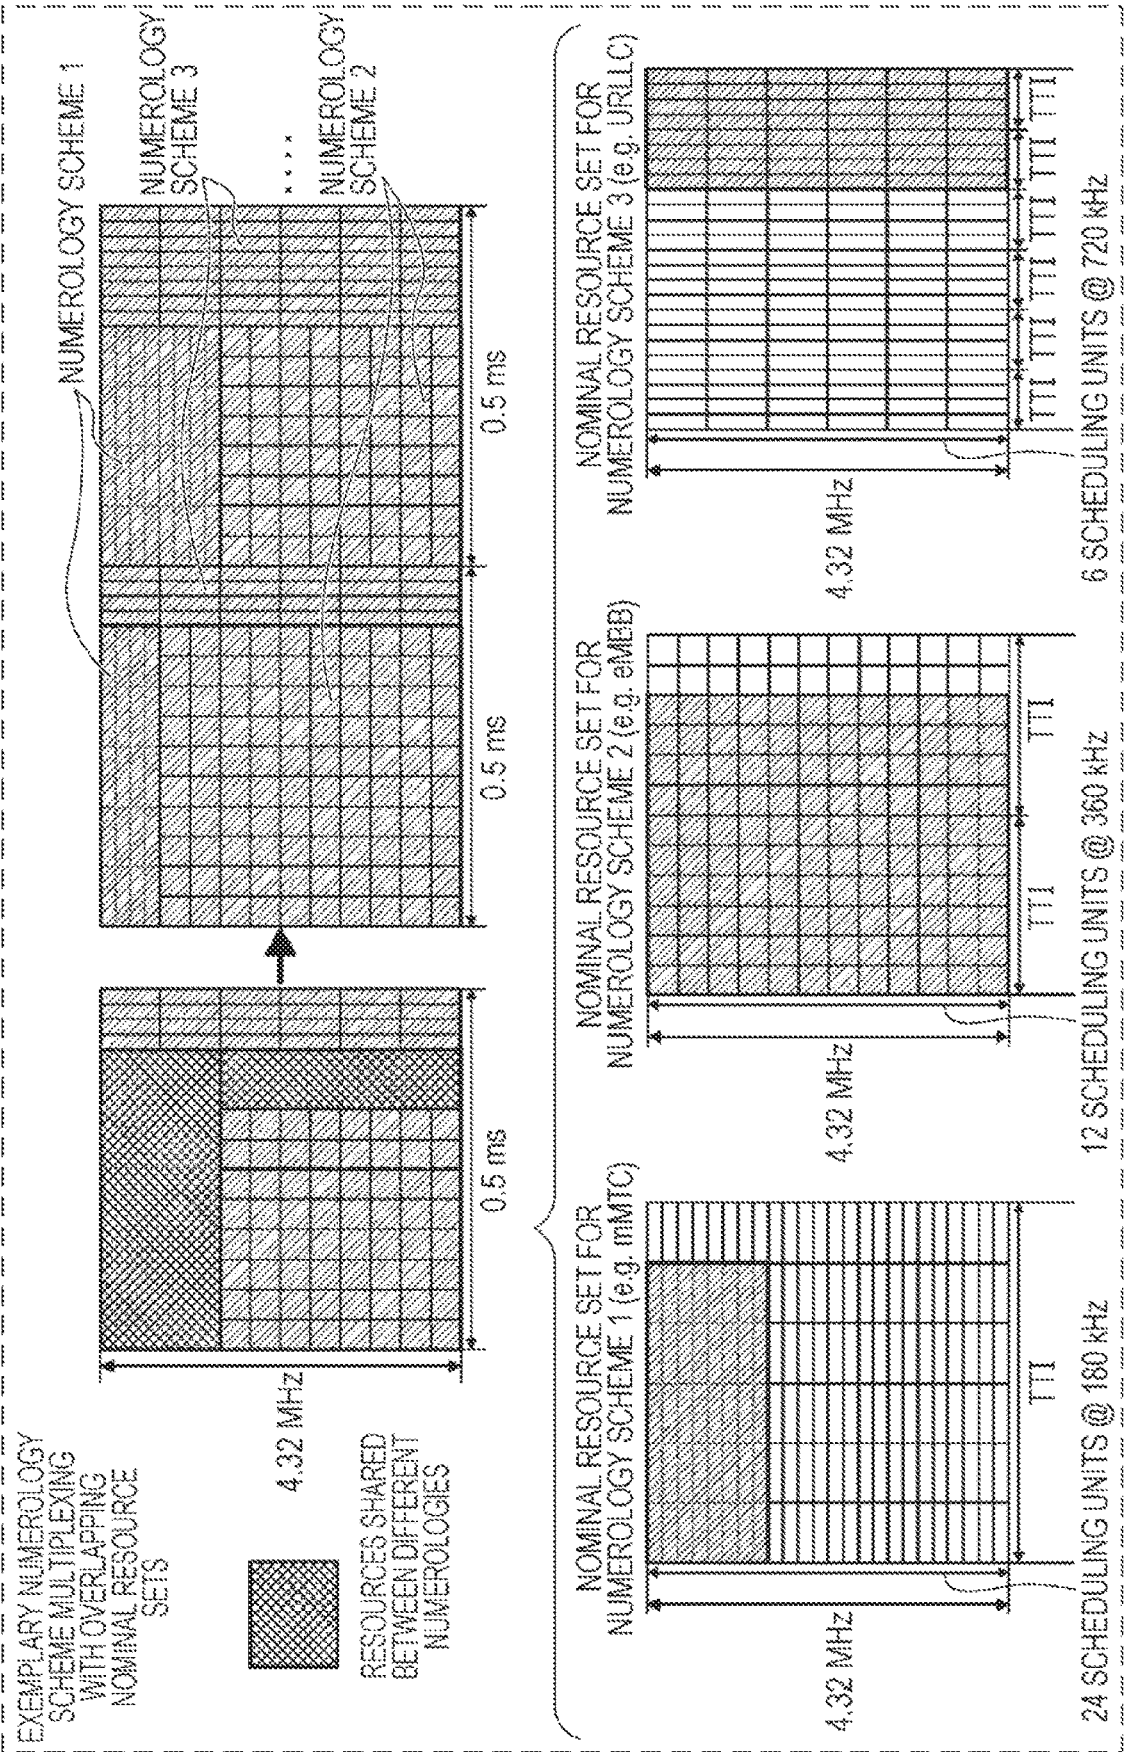 EXEMPLARY NUMEROLOGY
SCHEME MULTIPLEXING
WITH OVERLAPPING
NOMINAL RESOURCE
SETS
RESOURCES SHARED
BETWEEN DIFFERENT
NUMEROLOGIES
4.32 MHz
0.5 ms
0.5 ms
0.5 ms
NUMEROLOGY SCHEME 1
NUMEROLOGY
SCHEME 3
NUMEROLOGY
SCHEME 2
NOMINAL RESOURCE SET FOR
NUMEROLOGY SCHEME 1 (e.g. mMTC)
4.32 MHz
TTI
24 SCHEDULING UNITS @ 180 kHz
NOMINAL RESOURCE SET FOR
NUMEROLOGY SCHEME 2 (e.g. eMBB)
4.32 MHz
TTI TTI
12 SCHEDULING UNITS @ 360 kHz
NOMINAL RESOURCE SET FOR
NUMEROLOGY SCHEME 3 (e.g. URLLC)
4.32 MHz
TTI TTI TTI TTI TTI TTI
6 SCHEDULING UNITS @ 720 kHz